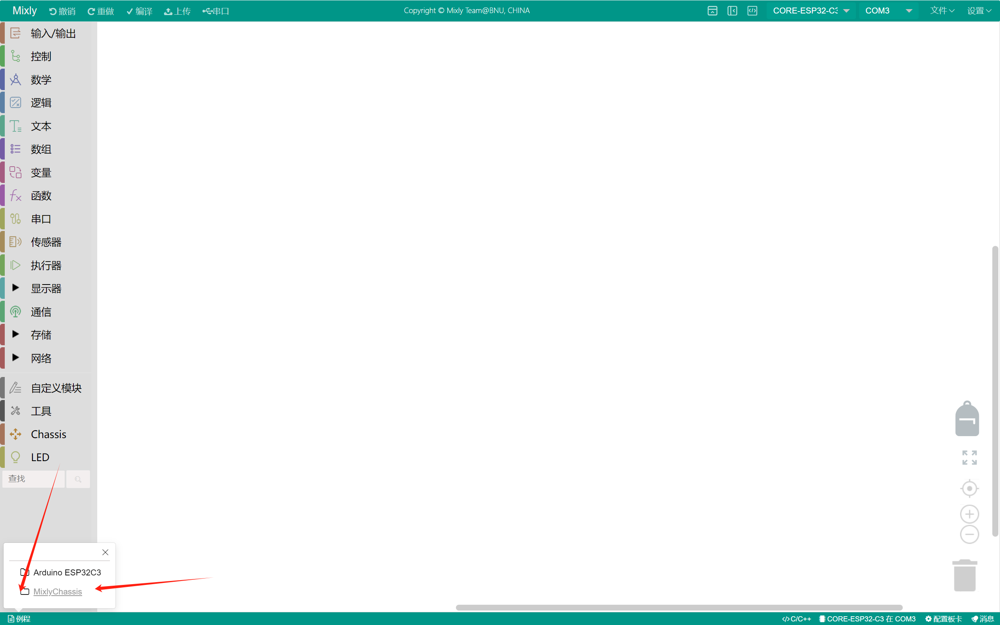 Mixly 撤销 重做 编译 上传 串口 Copyright © Mixly Team@BNU, CHINA CORE-ESP32-C3 COM3 文件 设置
输入/输出
控制
数学
逻辑
文本
数组
变量
函数
串口
传感器
执行器
显示器
通信
存储
网络
自定义模块
工具
Chassis
LED
查找
Arduino ESP32C3
MixlyChassis
例程 C/C++ CORE-ESP32-C3 在 COM3 配置板卡 消息